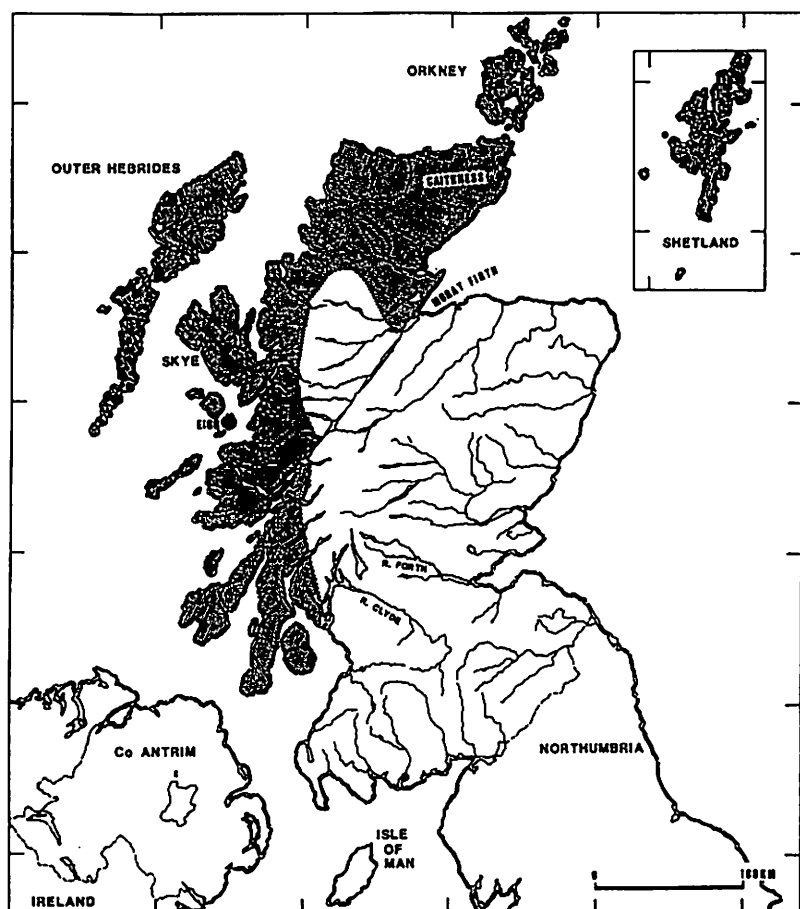 ORKNEY
OUTER HEBRIDES
CAITHNESS
SHETLAND
MORAY FIRTH
SKYE
EIGG
R. FORTH
R. CLYDE
Co ANTRIM
NORTHUMBRIA
ISLE
OF
MAN
IRELAND
0
100KM